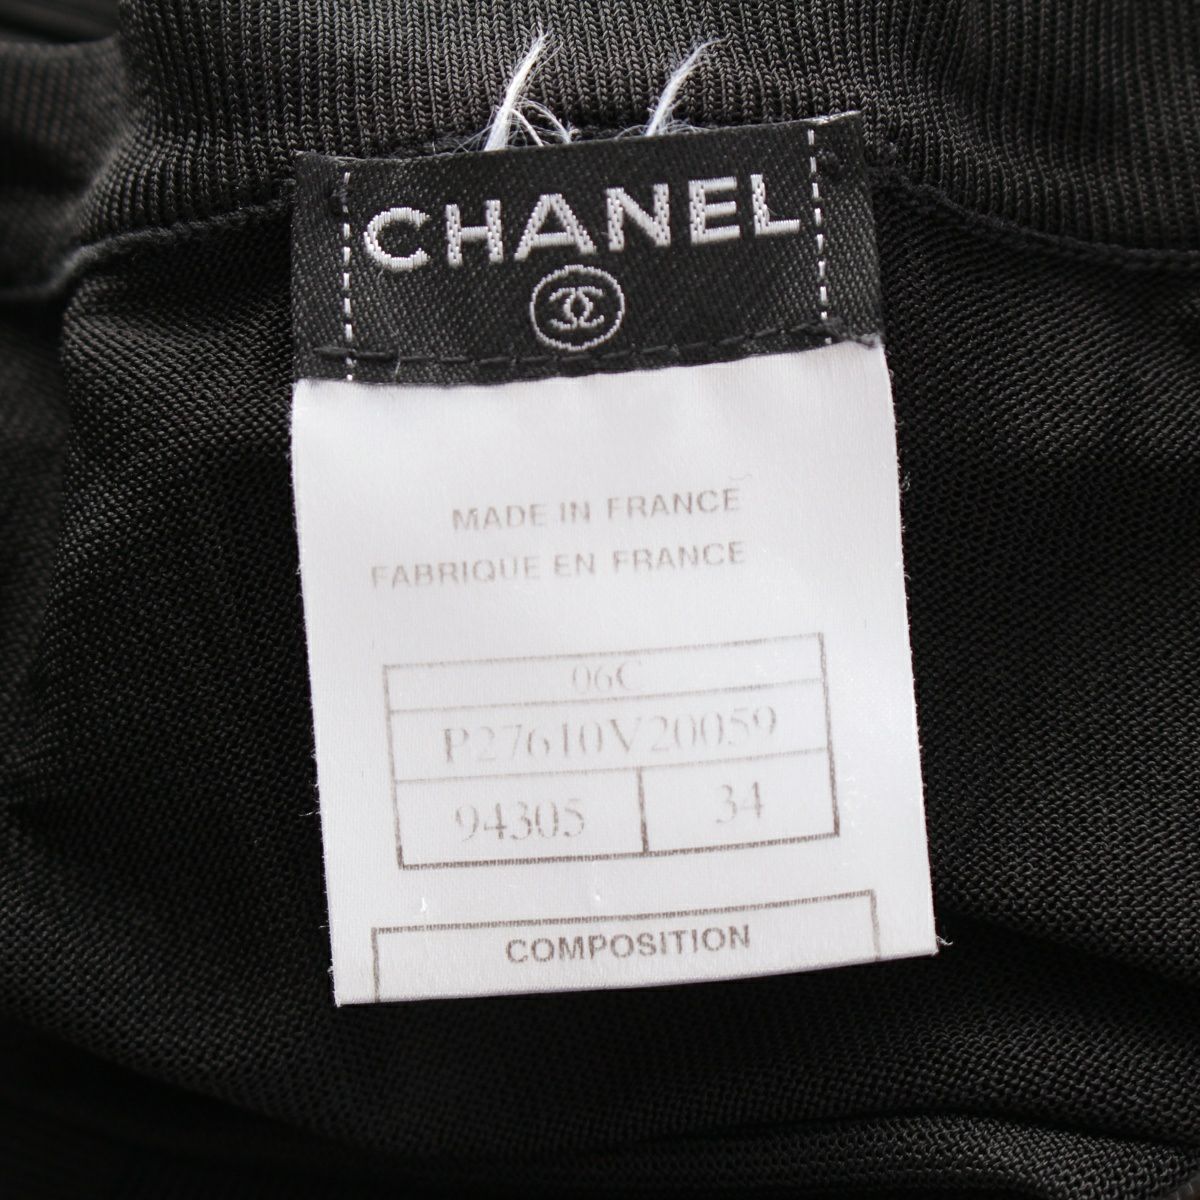 CHANEL
MADE IN FRANCE
FABRIQUE EN FRANCE
06C
P27610V20059
94305 34
COMPOSITION